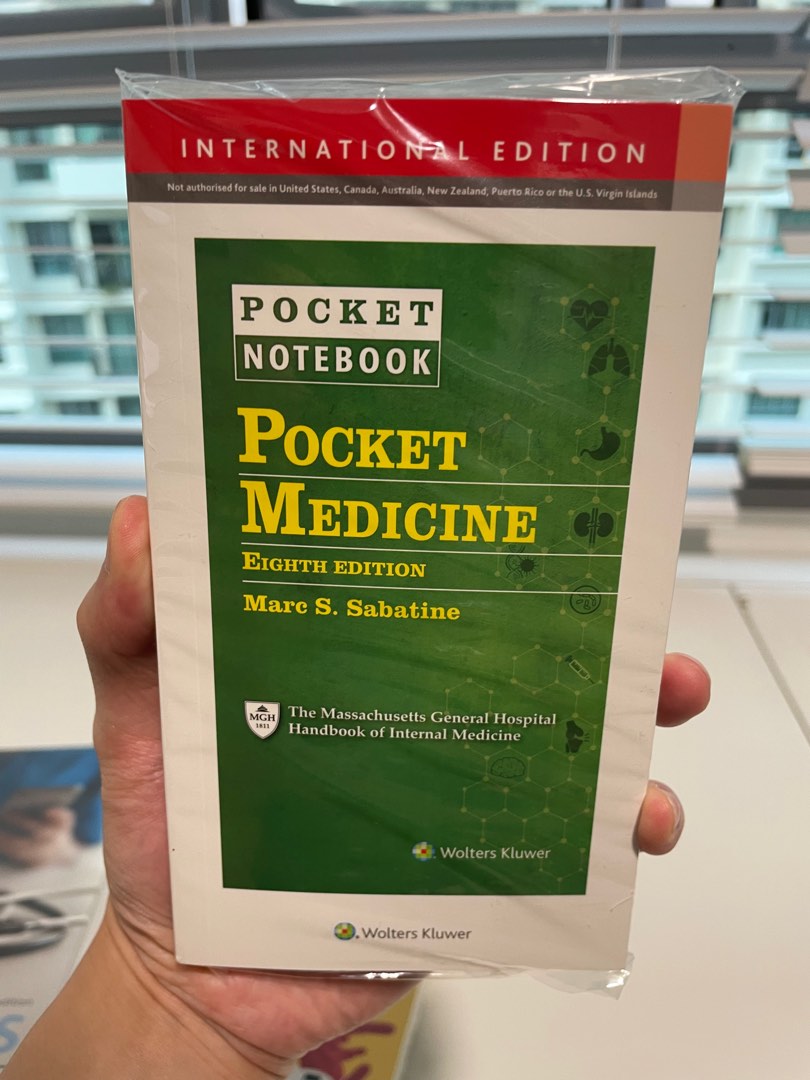 INTERNATIONAL EDITION
Not authorised for sale in United States, Canada, Australia, New Zealand, Puerto Rico or the U.S. Virgin Islands
POCKET
NOTEBOOK
POCKET
MEDICINE
EIGHTH EDITION
Marc S. Sabatine
MGH
1811
The Massachusetts General Hospital
Handbook of Internal Medicine
Wolters Kluwer
Wolters Kluwer
S